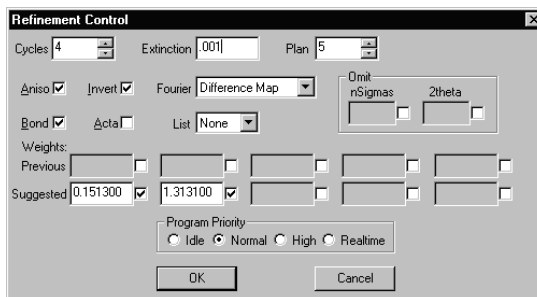 Refinement Control
Cycles 4 Extinction .001 Plan 5
Aniso Invert Fourier Difference Map Omit
nSigmas 2theta
Bond Acta List None
Weights:
Previous
Suggested 0.151300 1.313100
Program Priority
Idle Normal High Realtime
OK Cancel